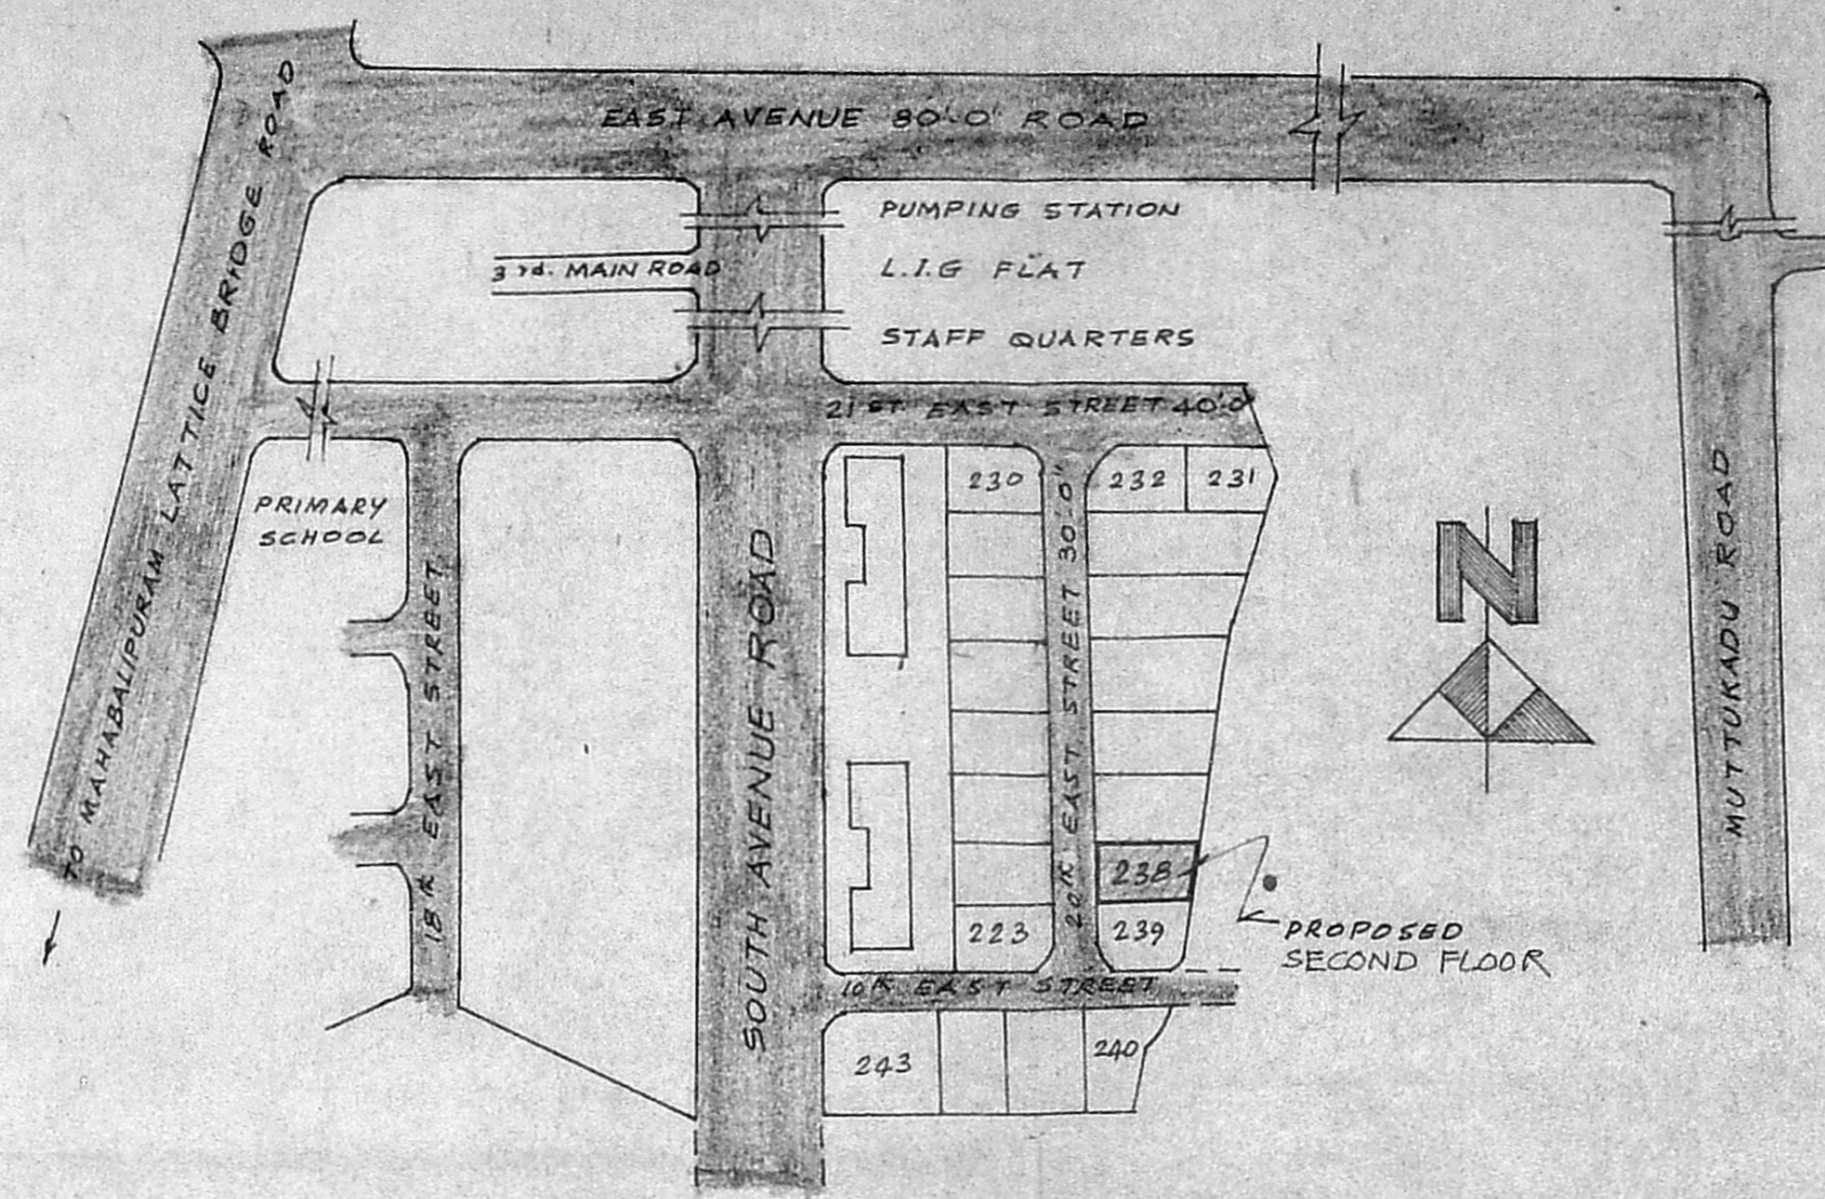 EAST AVENUE 80'-0" ROAD
TO MAHABALIPURAM LATTICE BRIDGE ROAD
PUMPING STATION
3rd. MAIN ROAD
L.I.G FLAT
STAFF QUARTERS
21ST. EAST STREET 40'-0"
PRIMARY
SCHOOL
18th EAST STREET
SOUTH AVENUE ROAD
230
20th EAST STREET 30'-0"
232
231
N
MUTTUKADU ROAD
238
223
239
PROPOSED
SECOND FLOOR
10th EAST STREET
243
240